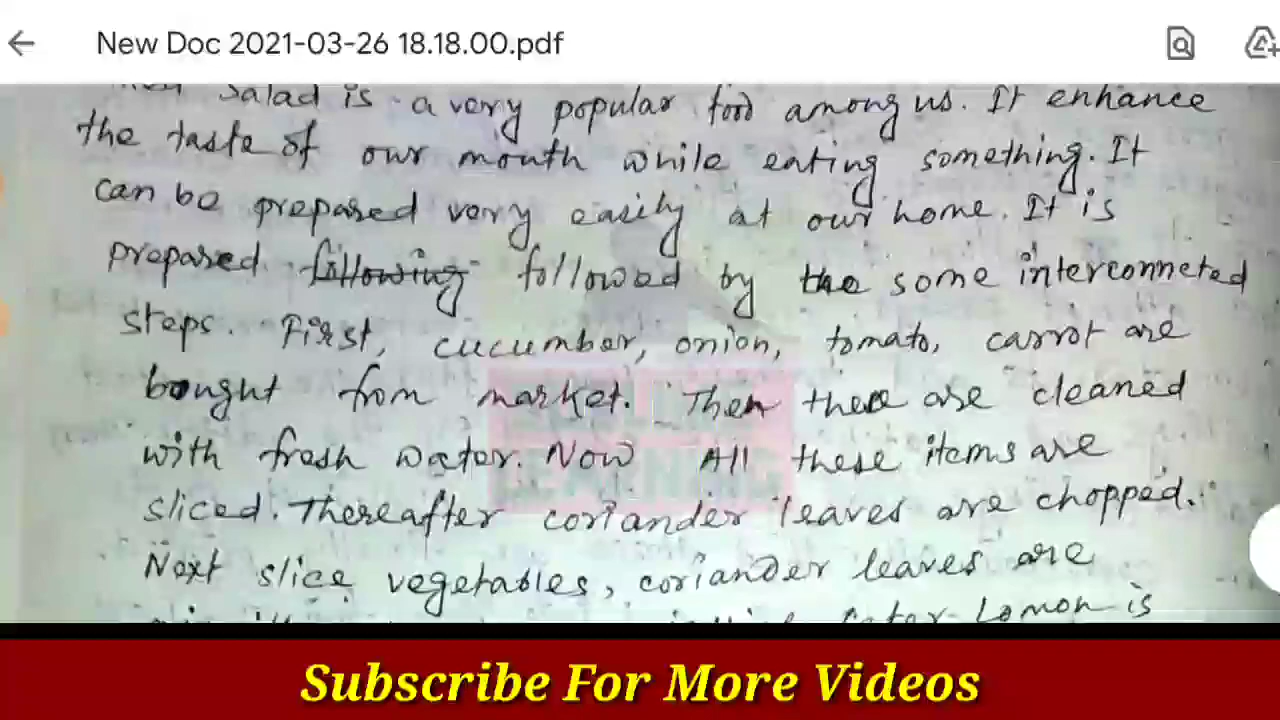 New Doc 2021-03-26 18.18.00.pdf
Salad is a very popular food among us. It enhance
the taste of our mouth while eating something. It
can be prepared very easily at our home. It is
prepared following followed by the some interconneted
steps. First, cucumber, onion, tomato, carrot are
bought from market. Then these are cleaned
with fresh water. Now All these items are
sliced. Thereafter coriander leaves are chopped.
Next slice vegetables, coriander leaves are
Lemon is
ENGLISH
LEARNING
Subscribe For More Videos